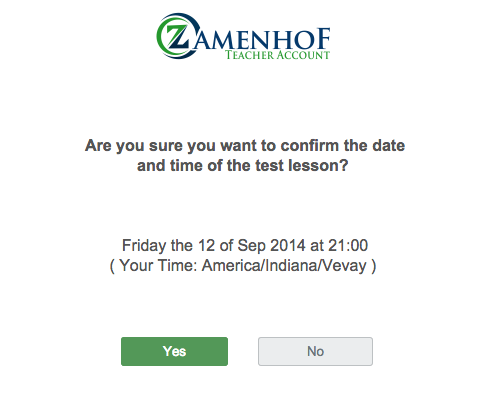 ZAMENHOF
TEACHER ACCOUNT
Are you sure you want to confirm the date
and time of the test lesson?
Friday the 12 of Sep 2014 at 21:00
( Your Time: America/Indiana/Vevay )
Yes
No